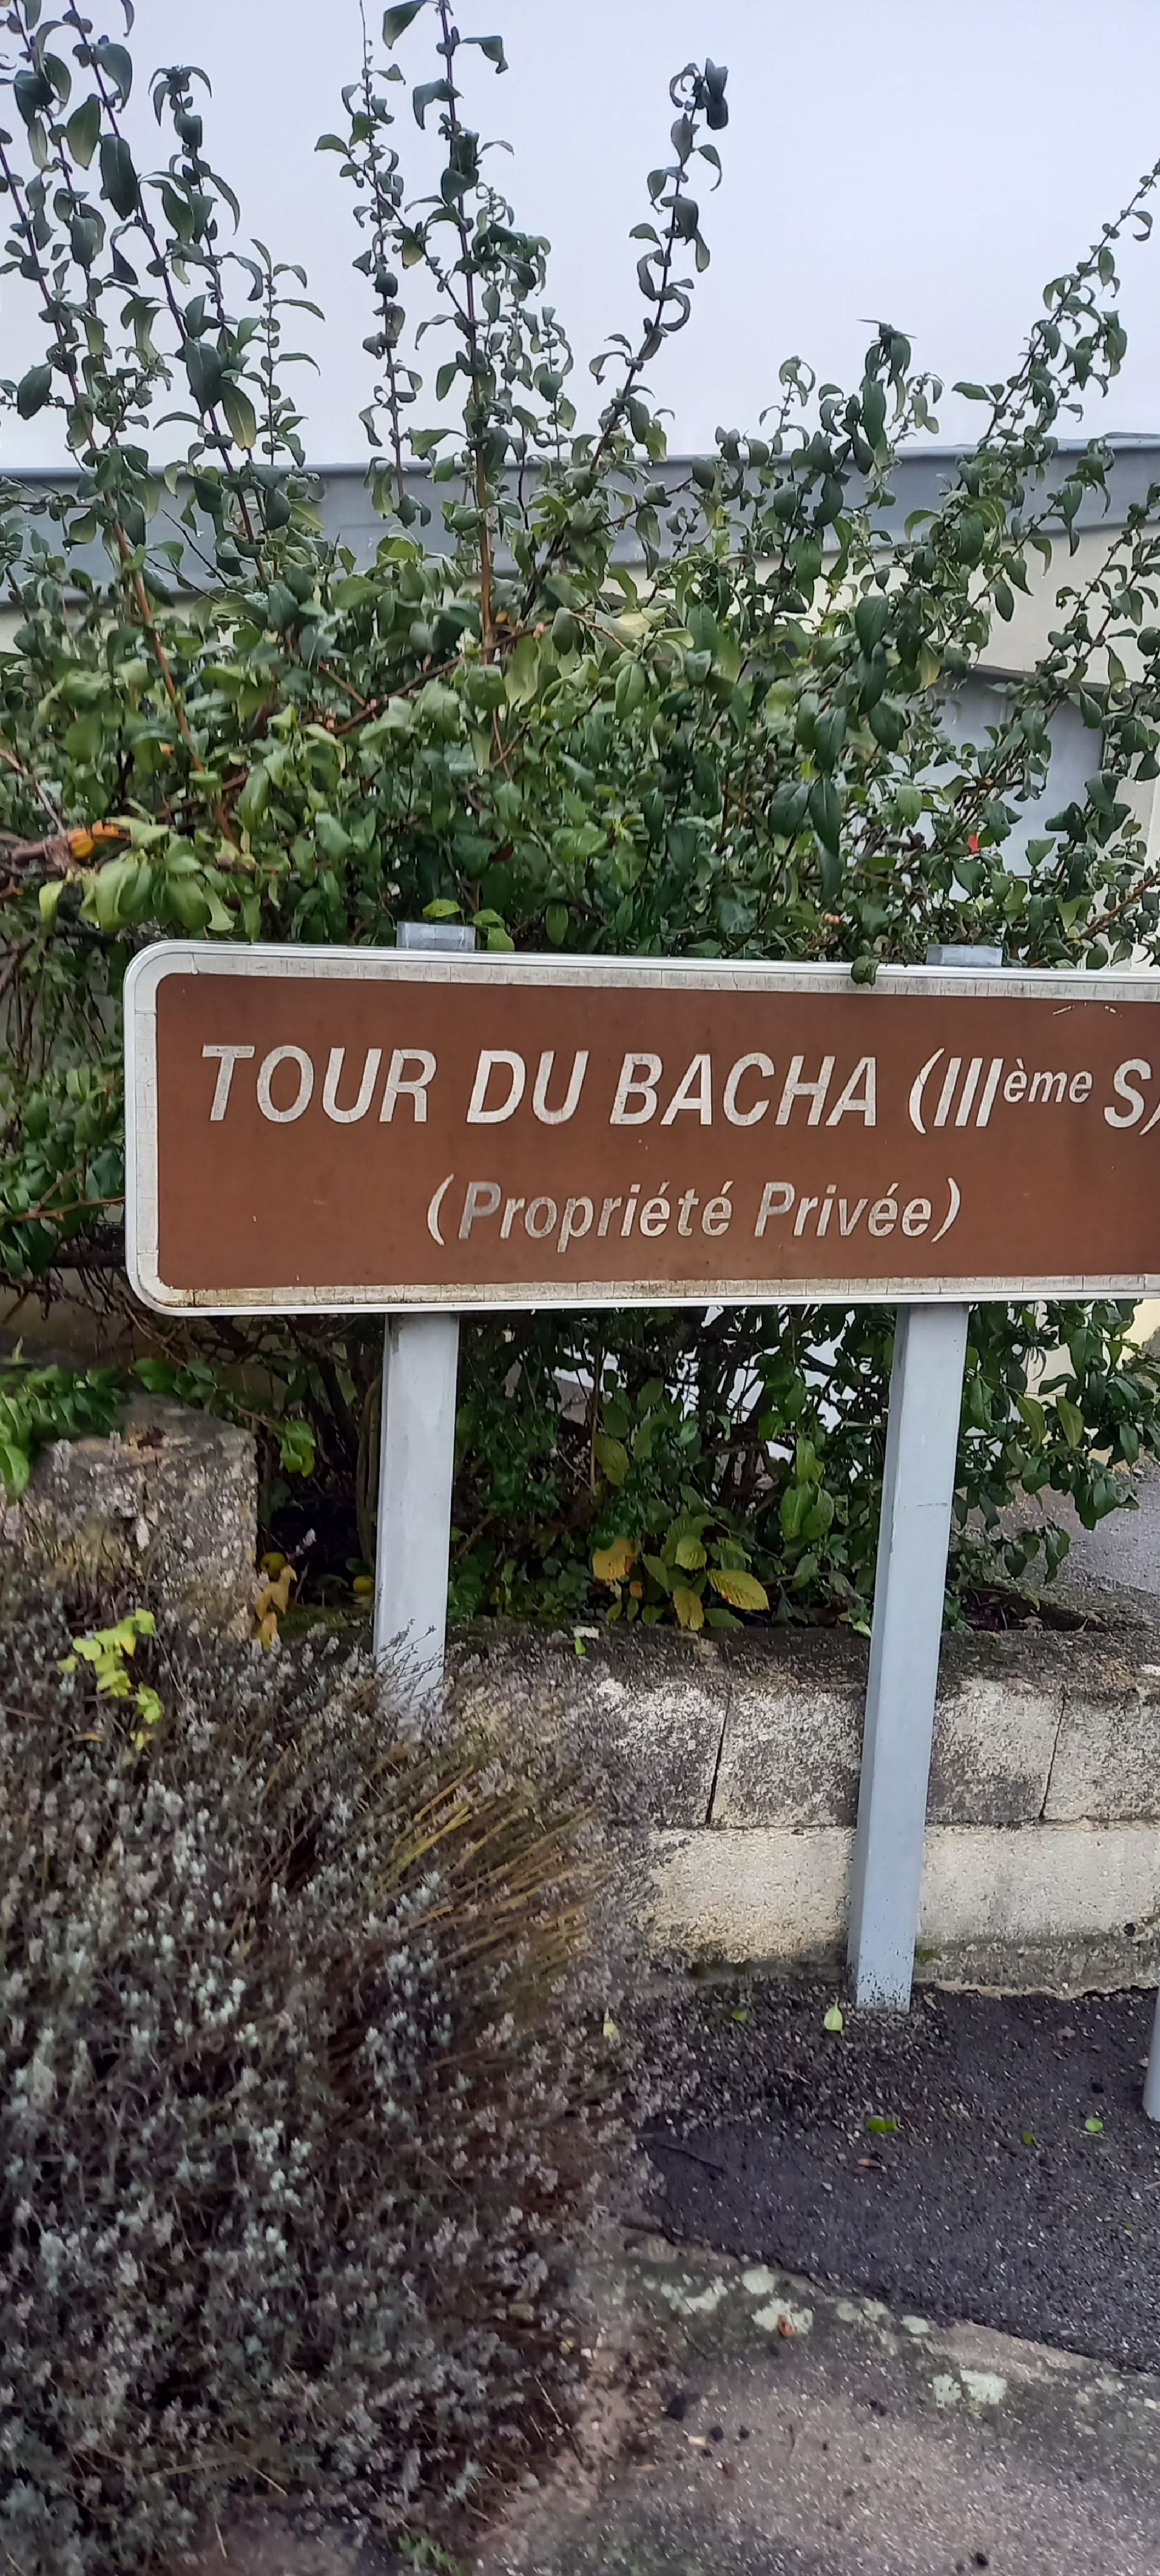 TOUR DU BACHA (IIIème S)
(Propriété Privée)